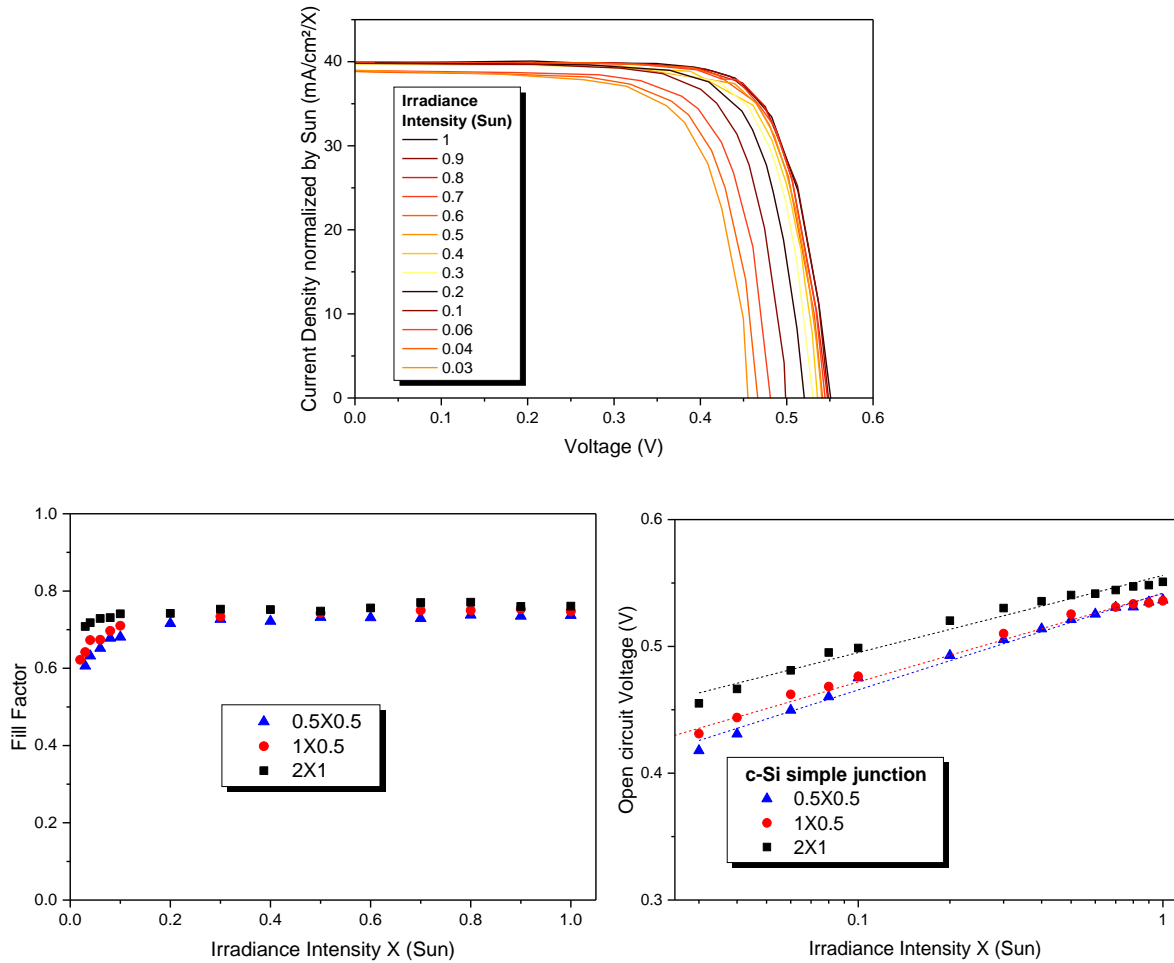 Current Density normalized by Sun (mA/cm²/X)
40
30
20
10
0
Irradiance
Intensity (Sun)
1
0.9
0.8
0.7
0.6
0.5
0.4
0.3
0.2
0.1
0.06
0.04
0.03
0.0 0.1 0.2 0.3 0.4 0.5 0.6
Voltage (V)
Fill Factor
1.0
0.8
0.6
0.4
0.2
0.0
0.5X0.5
1X0.5
2X1
0.0 0.2 0.4 0.6 0.8 1.0
Irradiance Intensity X (Sun)
Open circuit Voltage (V)
0.6
0.5
0.4
0.3
c-Si simple junction
0.5X0.5
1X0.5
2X1
0.1 1
Irradiance Intensity X (Sun)